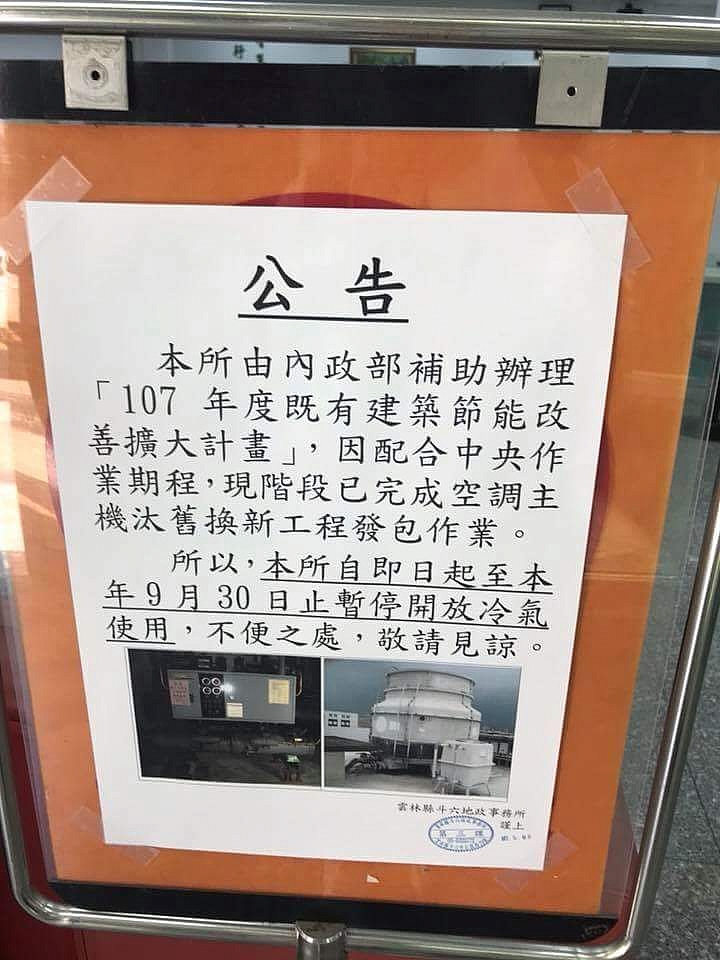 公告
本所由內政部補助辦理
「107 年度既有建築節能改
善擴大計畫」，因配合中央作
業期程，現階段已完成空調主
機汰舊換新工程發包作業。
所以，本所自即日起至本
年 9 月 30 日止暫停開放冷氣
使用，不便之處，敬請見諒。
雲林縣斗六地政事務所
謹上
第三課